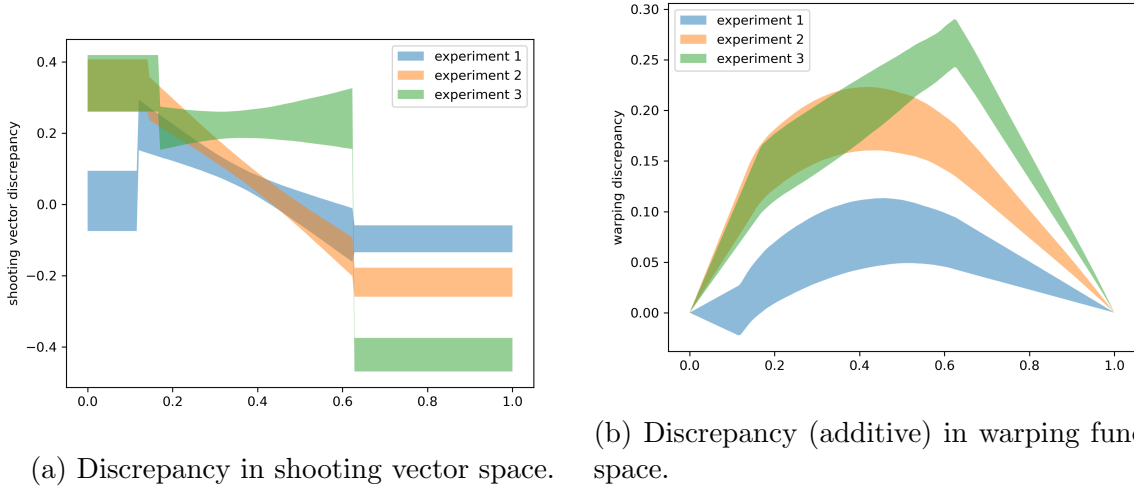 experiment 1
experiment 2
experiment 3
shooting vector discrepancy
0.4
0.2
0.0
−0.2
−0.4
0.0 0.2 0.4 0.6 0.8 1.0
(a) Discrepancy in shooting vector space.
experiment 1
experiment 2
experiment 3
warping discrepancy
0.30
0.25
0.20
0.15
0.10
0.05
0.00
0.0 0.2 0.4 0.6 0.8 1.0
(b) Discrepancy (additive) in warping func
space.